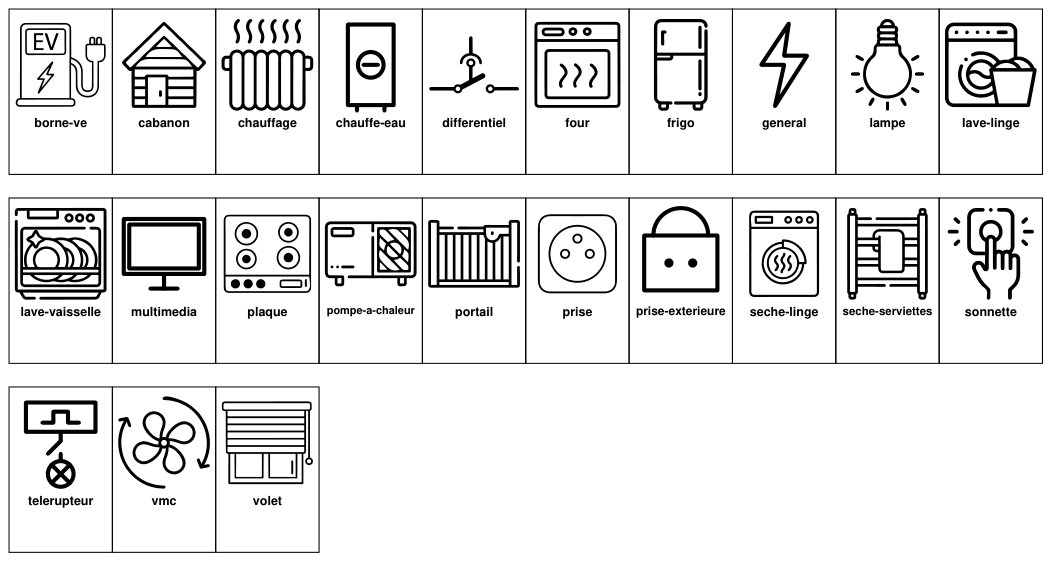 EV
borne-ve
cabanon
chauffage
chauffe-eau
differentiel
four
frigo
general
lampe
lave-linge
lave-vaisselle
multimedia
plaque
pompe-a-chaleur
portail
prise
prise-exterieure
seche-linge
seche-serviettes
sonnette
telerupteur
vmc
volet